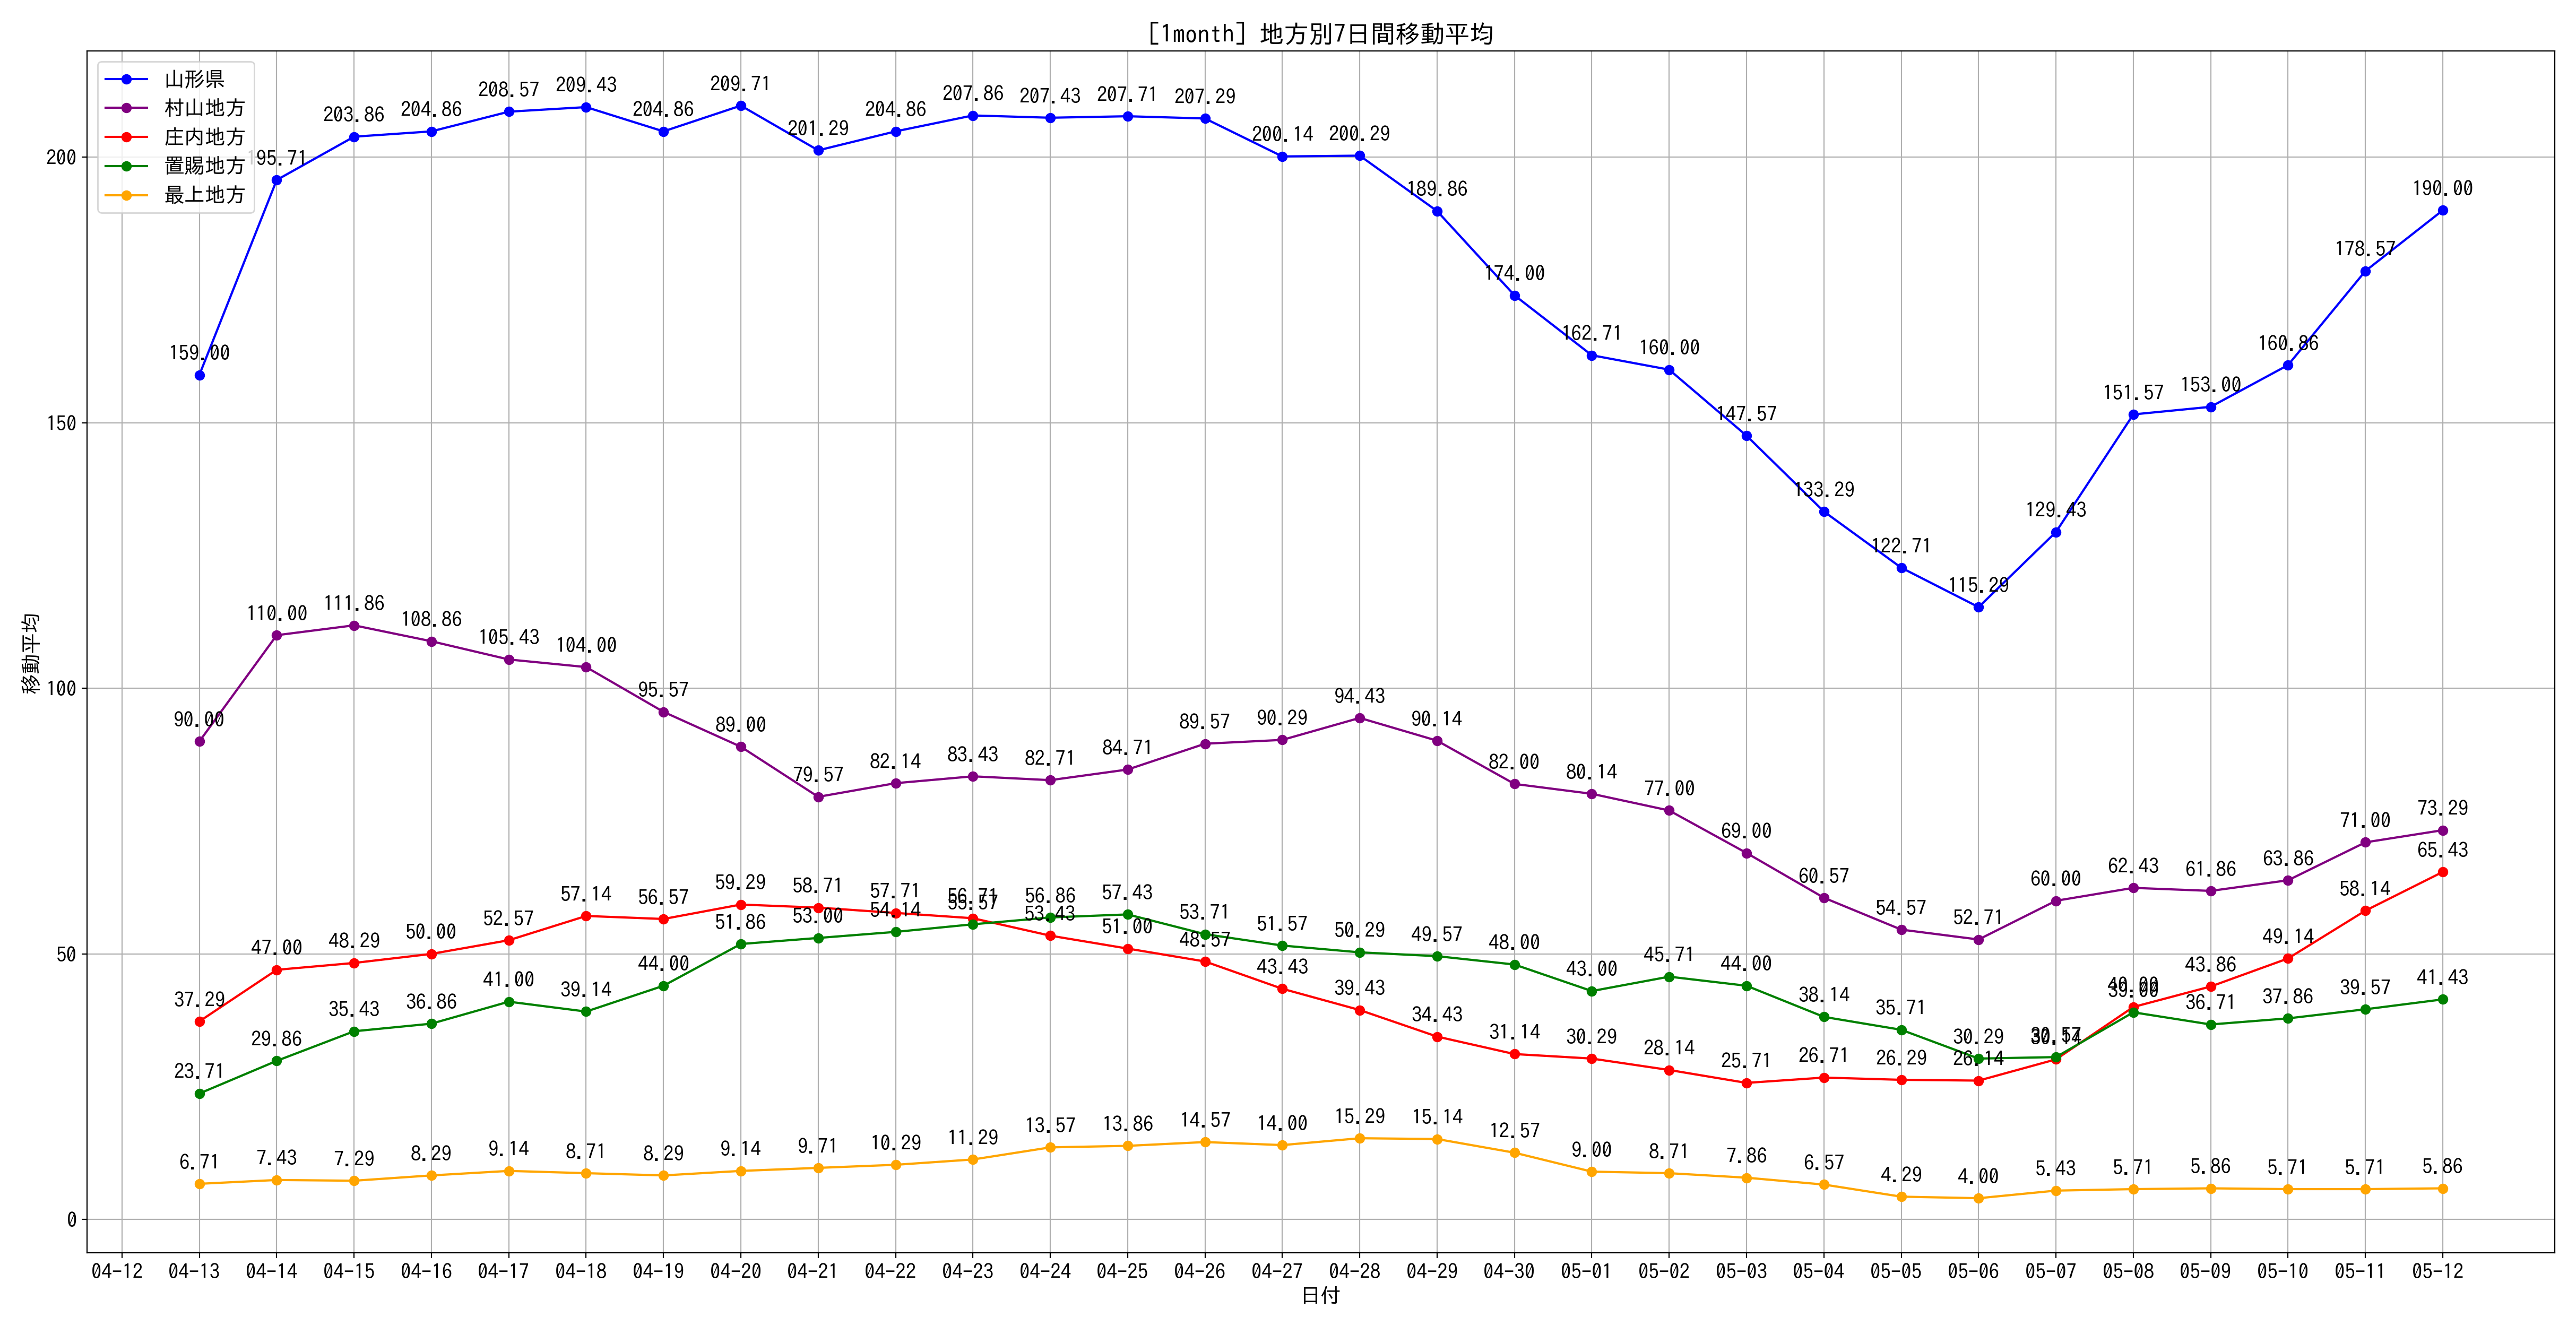 [1month] 地方別7日間移動平均
山形県
村山地方
庄内地方
置賜地方
最上地方
移動平均
200
150
100
50
0
159.00 195.71 203.86 204.86 208.57 209.43 204.86 209.71 201.29 204.86 207.86 207.43 207.71 207.29 200.14 200.29 189.86 174.00 162.71 160.00 147.57 133.29 122.71 115.29 129.43 151.57 153.00 160.86 178.57 190.00
90.00 110.00 111.86 108.86 105.43 104.00 95.57 89.00 79.57 82.14 83.43 82.71 84.71 89.57 90.29 94.43 90.14 82.00 80.14 77.00 69.00 60.57 54.57 52.71 60.00 62.43 61.86 63.86 71.00 73.29
37.29 47.00 48.29 50.00 52.57 57.14 56.57 59.29 58.71 57.71 56.71 53.43 51.00 48.57 43.43 39.43 34.43 31.14 30.29 28.14 25.71 26.71 26.29 26.14 30.14 40.00 43.86 49.14 58.14 65.43
23.71 29.86 35.43 36.86 41.00 39.14 44.00 51.86 53.00 54.14 55.57 56.86 57.43 53.71 51.57 50.29 49.57 48.00 43.00 45.71 44.00 38.14 35.71 30.29 30.57 39.00 36.71 37.86 39.57 41.43
6.71 7.43 7.29 8.29 9.14 8.71 8.29 9.14 9.71 10.29 11.29 13.57 13.86 14.57 14.00 15.29 15.14 12.57 9.00 8.71 7.86 6.57 4.29 4.00 5.43 5.71 5.86 5.71 5.71 5.86
04-12 04-13 04-14 04-15 04-16 04-17 04-18 04-19 04-20 04-21 04-22 04-23 04-24 04-25 04-26 04-27 04-28 04-29 04-30 05-01 05-02 05-03 05-04 05-05 05-06 05-07 05-08 05-09 05-10 05-11 05-12
日付